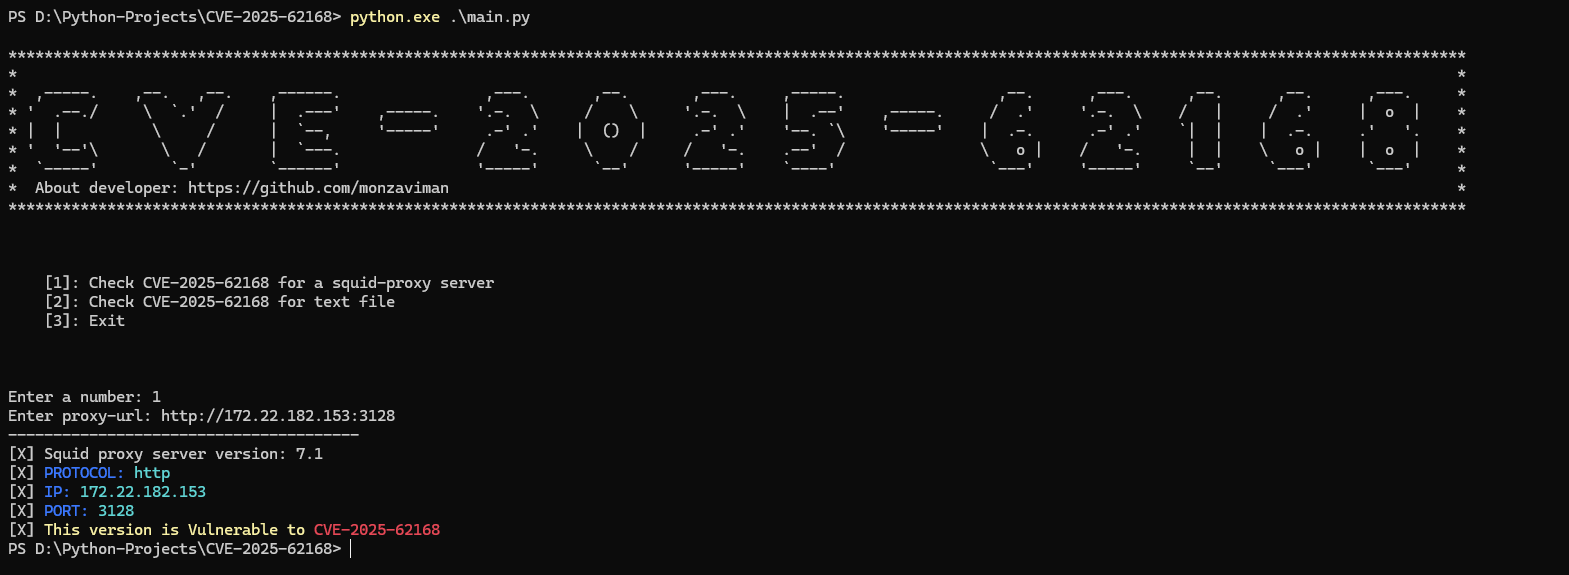 PS D:\Python-Projects\CVE-2025-62168> python.exe .\main.py
CVE-2025-62168
* About developer: https://github.com/monzaviman *
[1]: Check CVE-2025-62168 for a squid-proxy server
[2]: Check CVE-2025-62168 for text file
[3]: Exit
Enter a number: 1
Enter proxy-url: http://172.22.182.153:3128
---------------------------------------
[X] Squid proxy server version: 7.1
[X] PROTOCOL: http
[X] IP: 172.22.182.153
[X] PORT: 3128
[X] This version is Vulnerable to CVE-2025-62168
PS D:\Python-Projects\CVE-2025-62168>